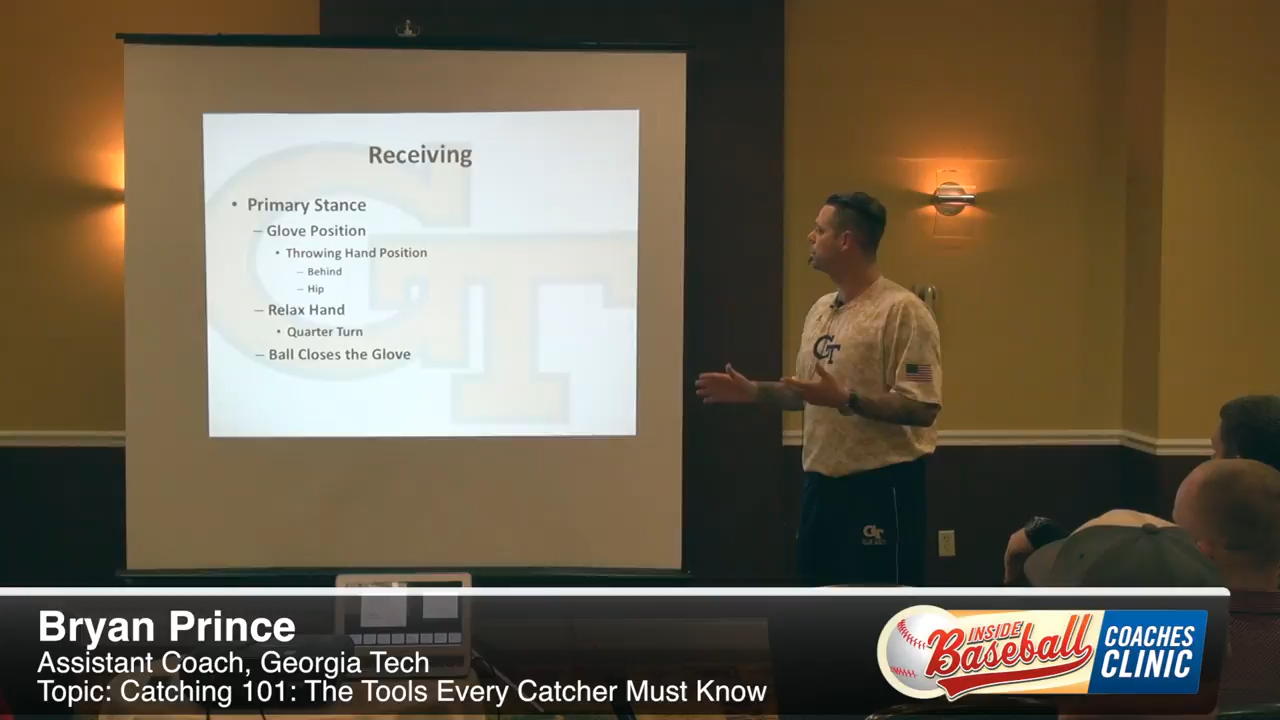 Receiving
• Primary Stance
– Glove Position
• Throwing Hand Position
– Behind
– Hip
– Relax Hand
• Quarter Turn
– Ball Closes the Glove
GT
GT
Bryan Prince
Assistant Coach, Georgia Tech
Topic: Catching 101: The Tools Every Catcher Must Know
INSIDE
Baseball
COACHES
CLINIC